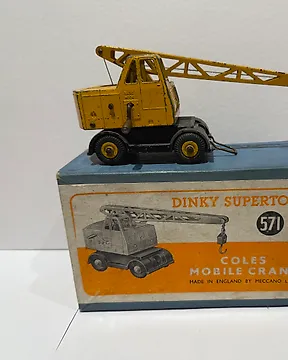 DINKY SUPERTO
571
COLES
MOBILE CRAN
MADE IN ENGLAND BY MECCANO L